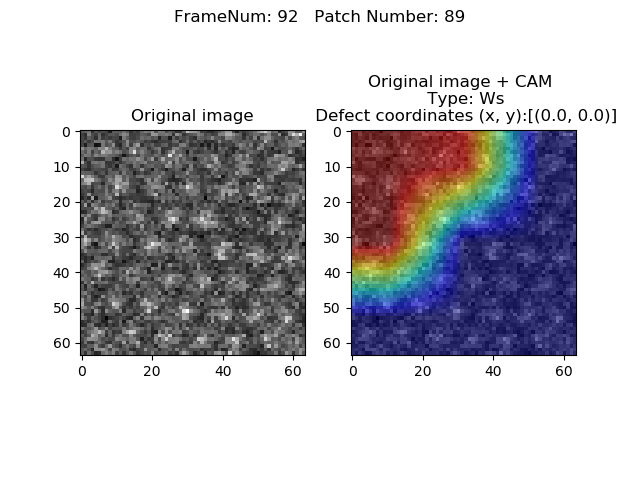 FrameNum: 92   Patch Number: 89
Original image
0
10
20
30
40
50
60
0 20 40 60
Original image + CAM
Type: Ws
Defect coordinates (x, y):[(0.0, 0.0)]
0
10
20
30
40
50
60
0 20 40 60